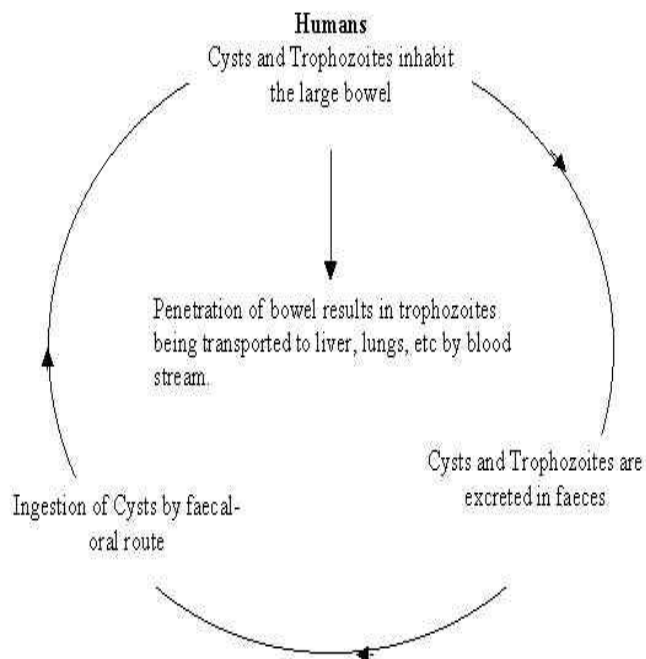 Humans
Cysts and Trophozoites inhabit
the large bowel
Penetration of bowel results in trophozoites
being transported to liver, lungs, etc by blood
stream.
Cysts and Trophozoites are
excreted in faeces
Ingestion of Cysts by faecal-
oral route